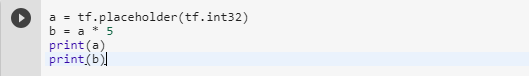 a = tf.placeholder(tf.int32)
b = a * 5
print(a)
print(b)